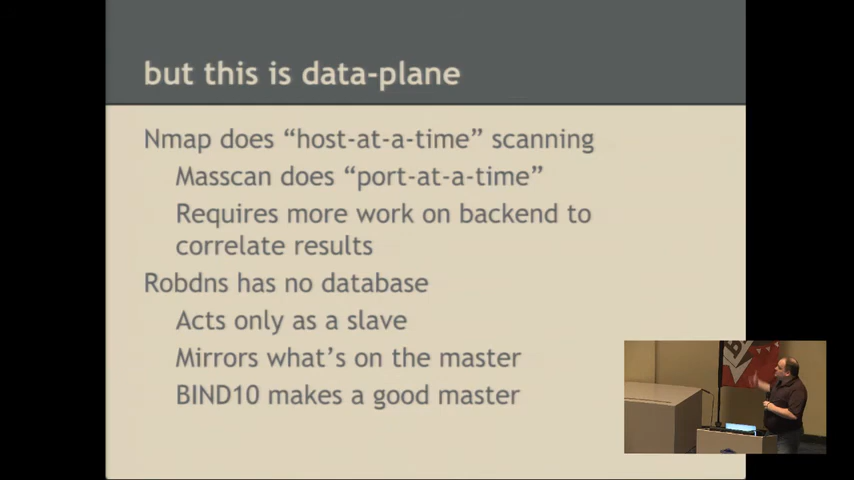 but this is data-plane
Nmap does “host-at-a-time” scanning
Masscan does “port-at-a-time”
Requires more work on backend to
correlate results
Robdns has no database
Acts only as a slave
Mirrors what’s on the master
BIND10 makes a good master